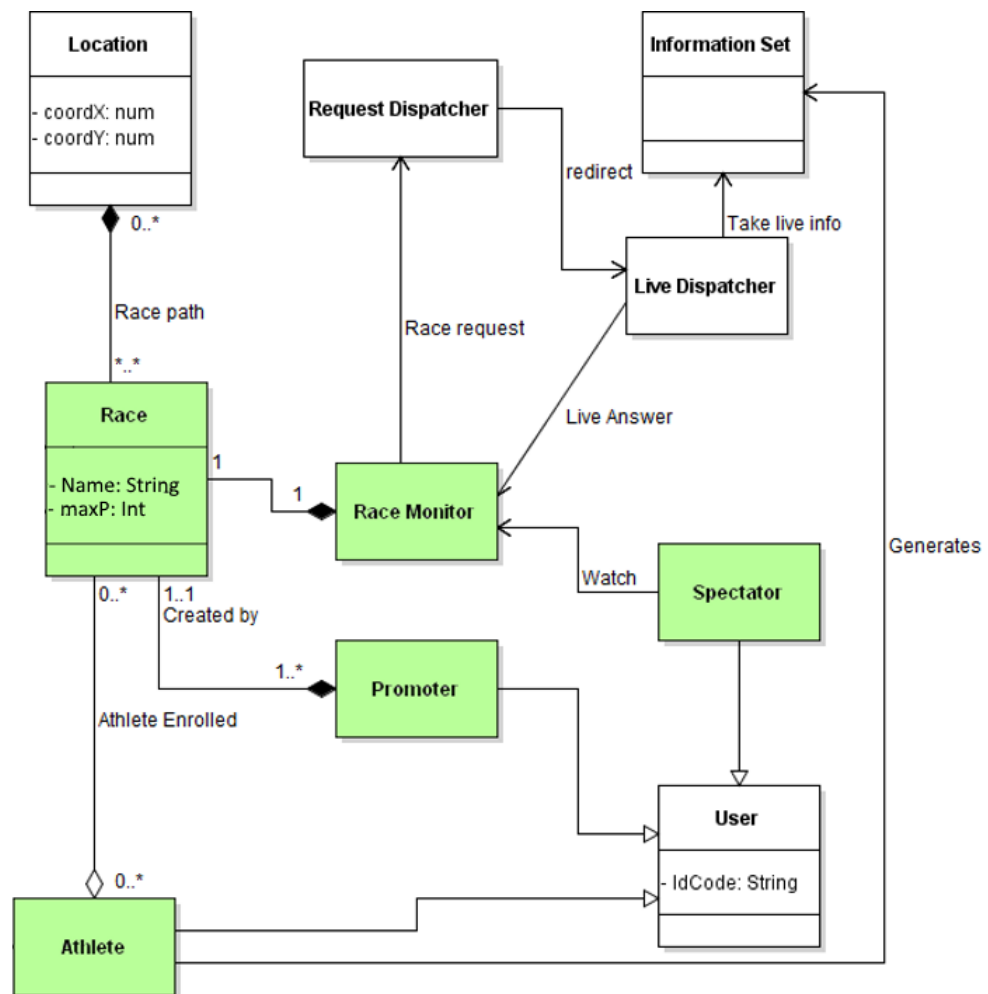 Location
- coordX: num
- coordY: num
0..*
Race path
*..*
Request Dispatcher
Information Set
redirect
Take live info
Live Dispatcher
Race request
Live Answer
Race
- Name: String
- maxP: Int
1
1
Race Monitor
Watch
Spectator
Generates
0..*
1..1
Created by
1..*
Promoter
Athlete Enrolled
User
- IdCode: String
0..*
Athlete